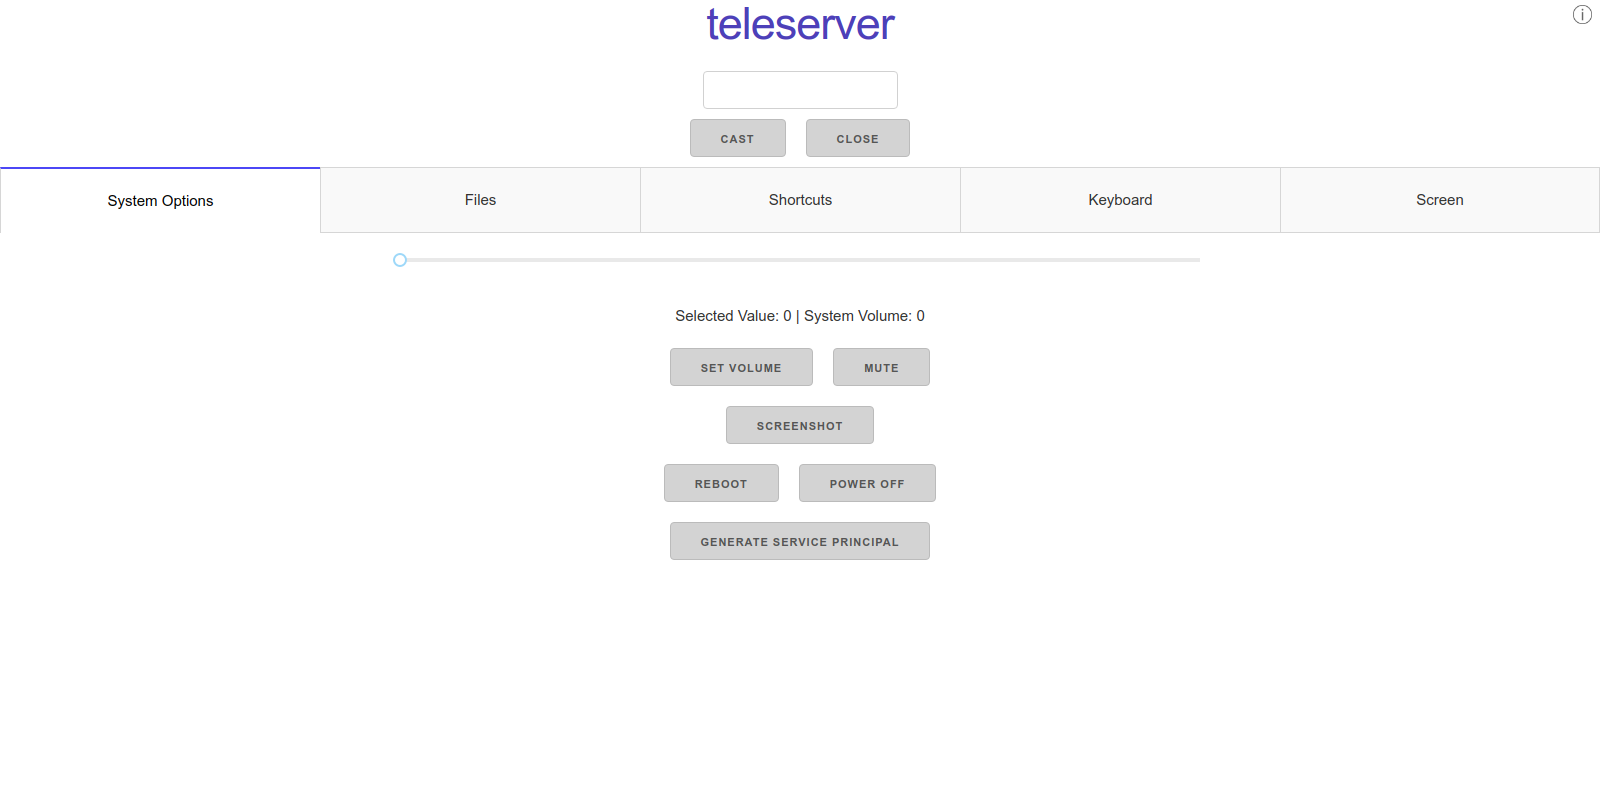 teleserver
CAST CLOSE
System Options Files Shortcuts Keyboard Screen
Selected Value: 0 | System Volume: 0
SET VOLUME MUTE
SCREENSHOT
REBOOT POWER OFF
GENERATE SERVICE PRINCIPAL